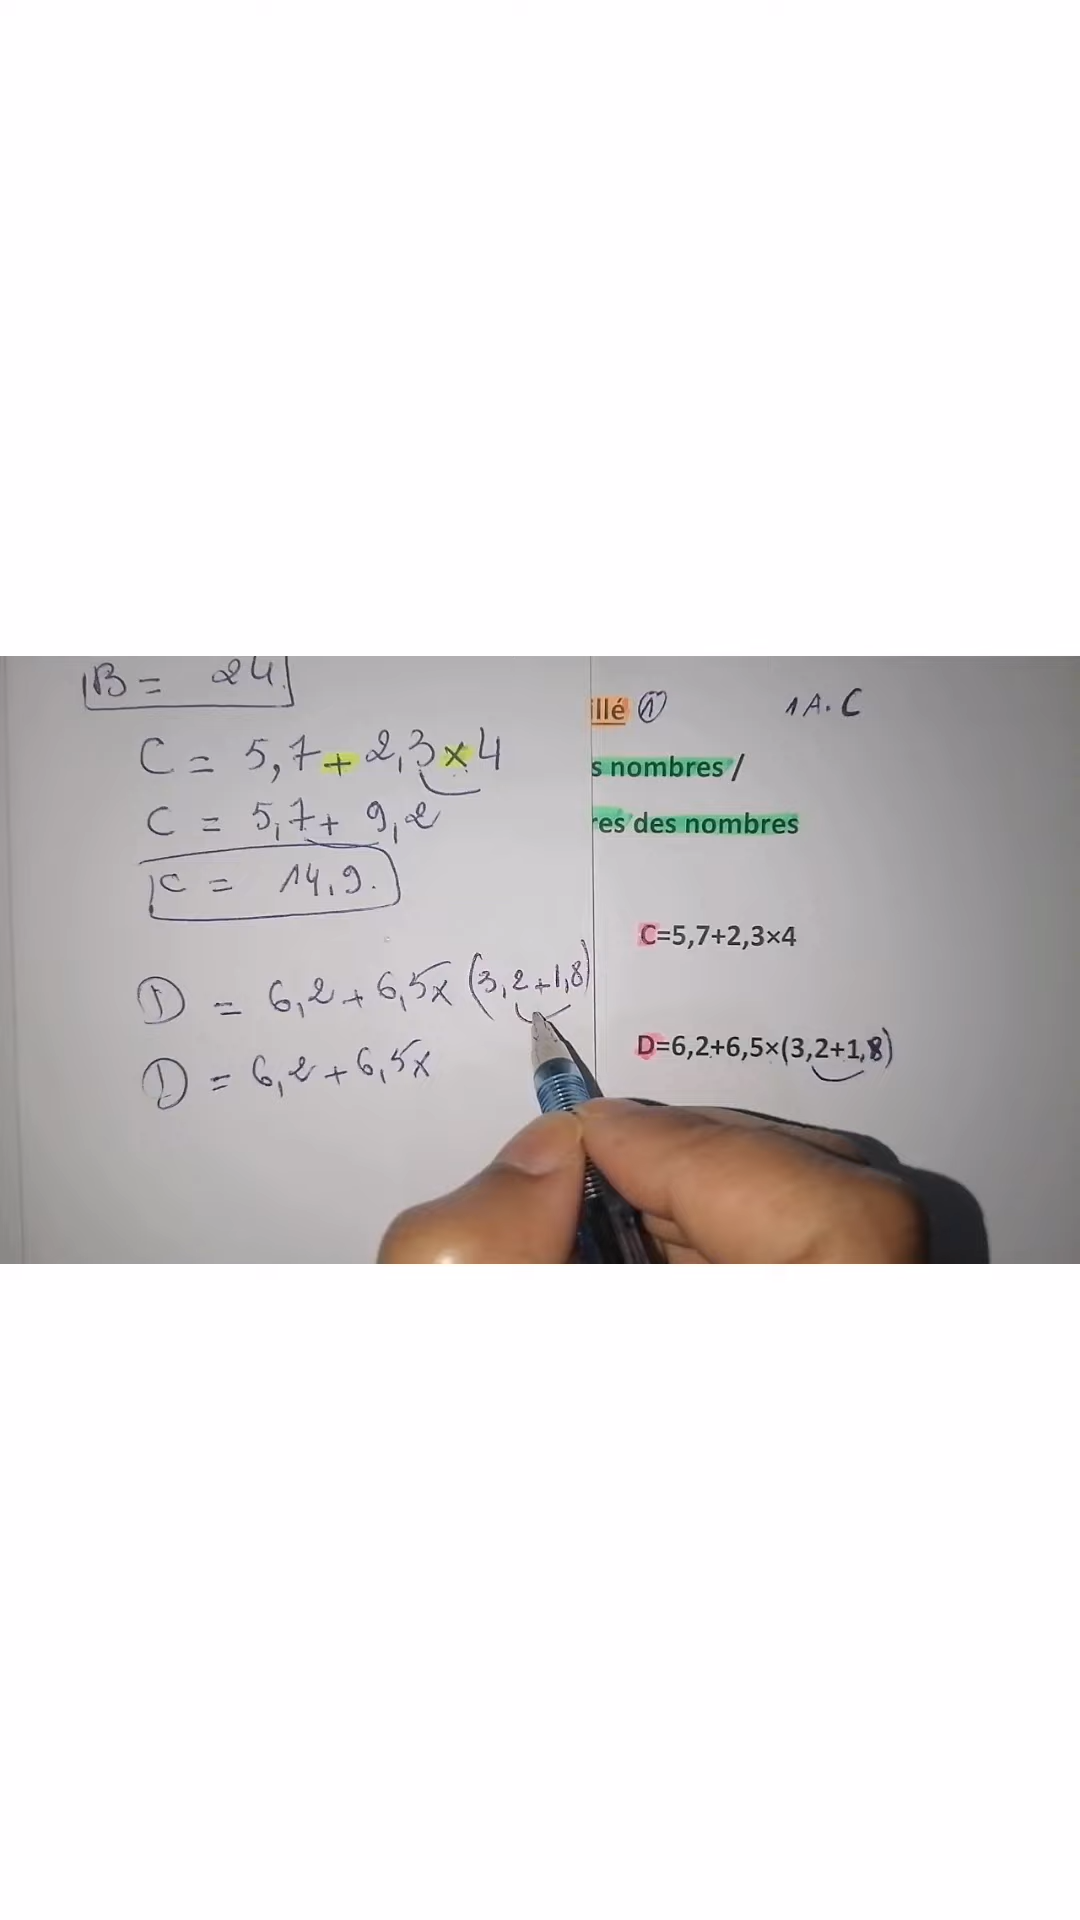 B = 24.
C = 5,7 + 2,3 × 4
C = 5,7 + 9,2
C = 14,9.
D = 6,2 + 6,5 × (3,2 + 1,8)
D = 6,2 + 6,5 ×
illé ① 1A.C
s nombres /
res des nombres
C=5,7+2,3×4
D=6,2+6,5×(3,2+1,8)